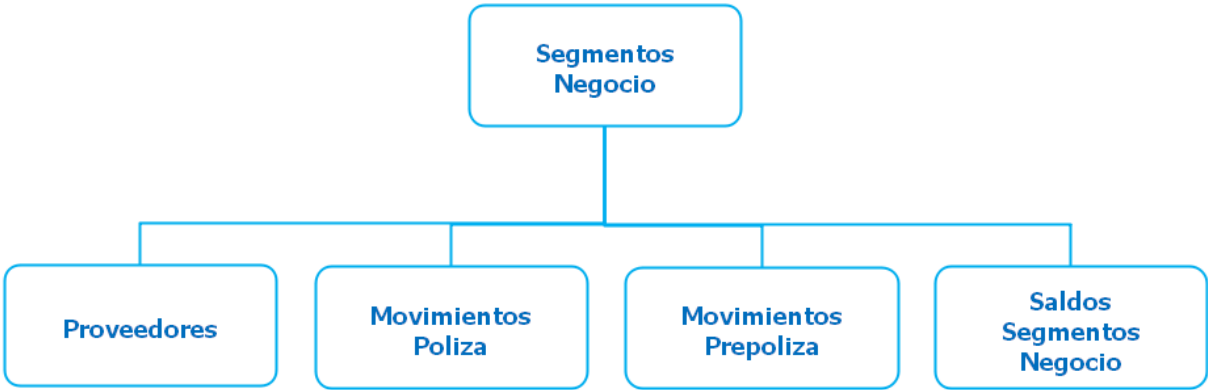 Segmentos
Negocio
Proveedores
Movimientos
Poliza
Movimientos
Prepoliza
Saldos
Segmentos
Negocio